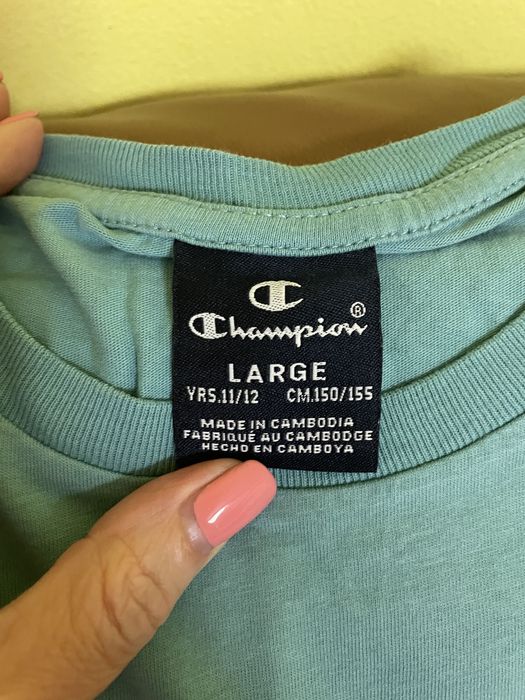 Champion®
LARGE
YRS.11/12 CM.150/155
MADE IN CAMBODIA
FABRIQUÉ AU CAMBODGE
HECHO EN CAMBOYA